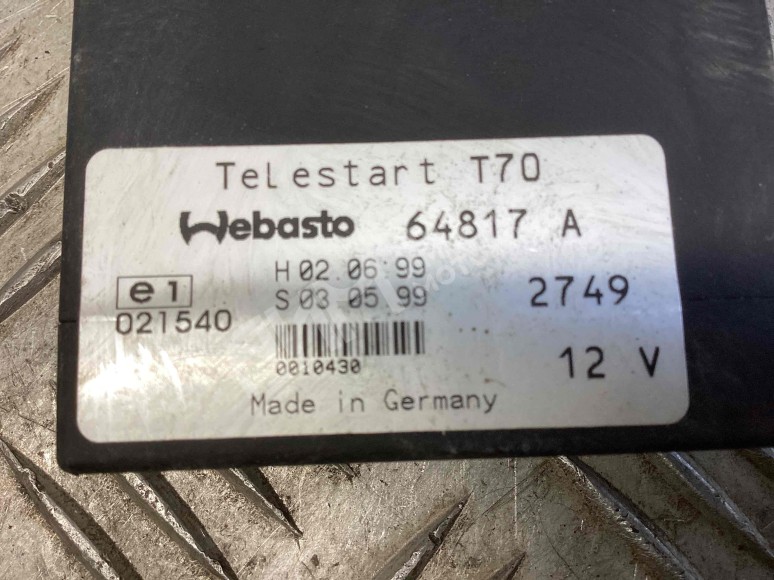 Telestart T70
Webasto 64817 A
H 02 06 99
S 03 05 99
e1
021540
2749
0010430
12 V
Made in Germany